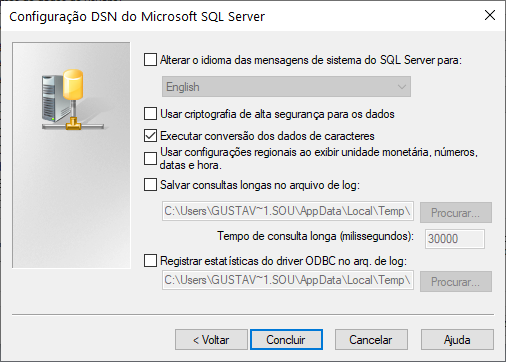 Configuração DSN do Microsoft SQL Server
Alterar o idioma das mensagens de sistema do SQL Server para:
English
Usar criptografia de alta segurança para os dados
Executar conversão dos dados de caracteres
Usar configurações regionais ao exibir unidade monetária, números,
datas e hora.
Salvar consultas longas no arquivo de log:
C:\Users\GUSTAV~1.SOU\AppData\Local\Temp\
Procurar...
Tempo de consulta longa (milissegundos):
30000
Registrar estatísticas do driver ODBC no arq. de log:
C:\Users\GUSTAV~1.SOU\AppData\Local\Temp\
Procurar...
< Voltar
Concluir
Cancelar
Ajuda